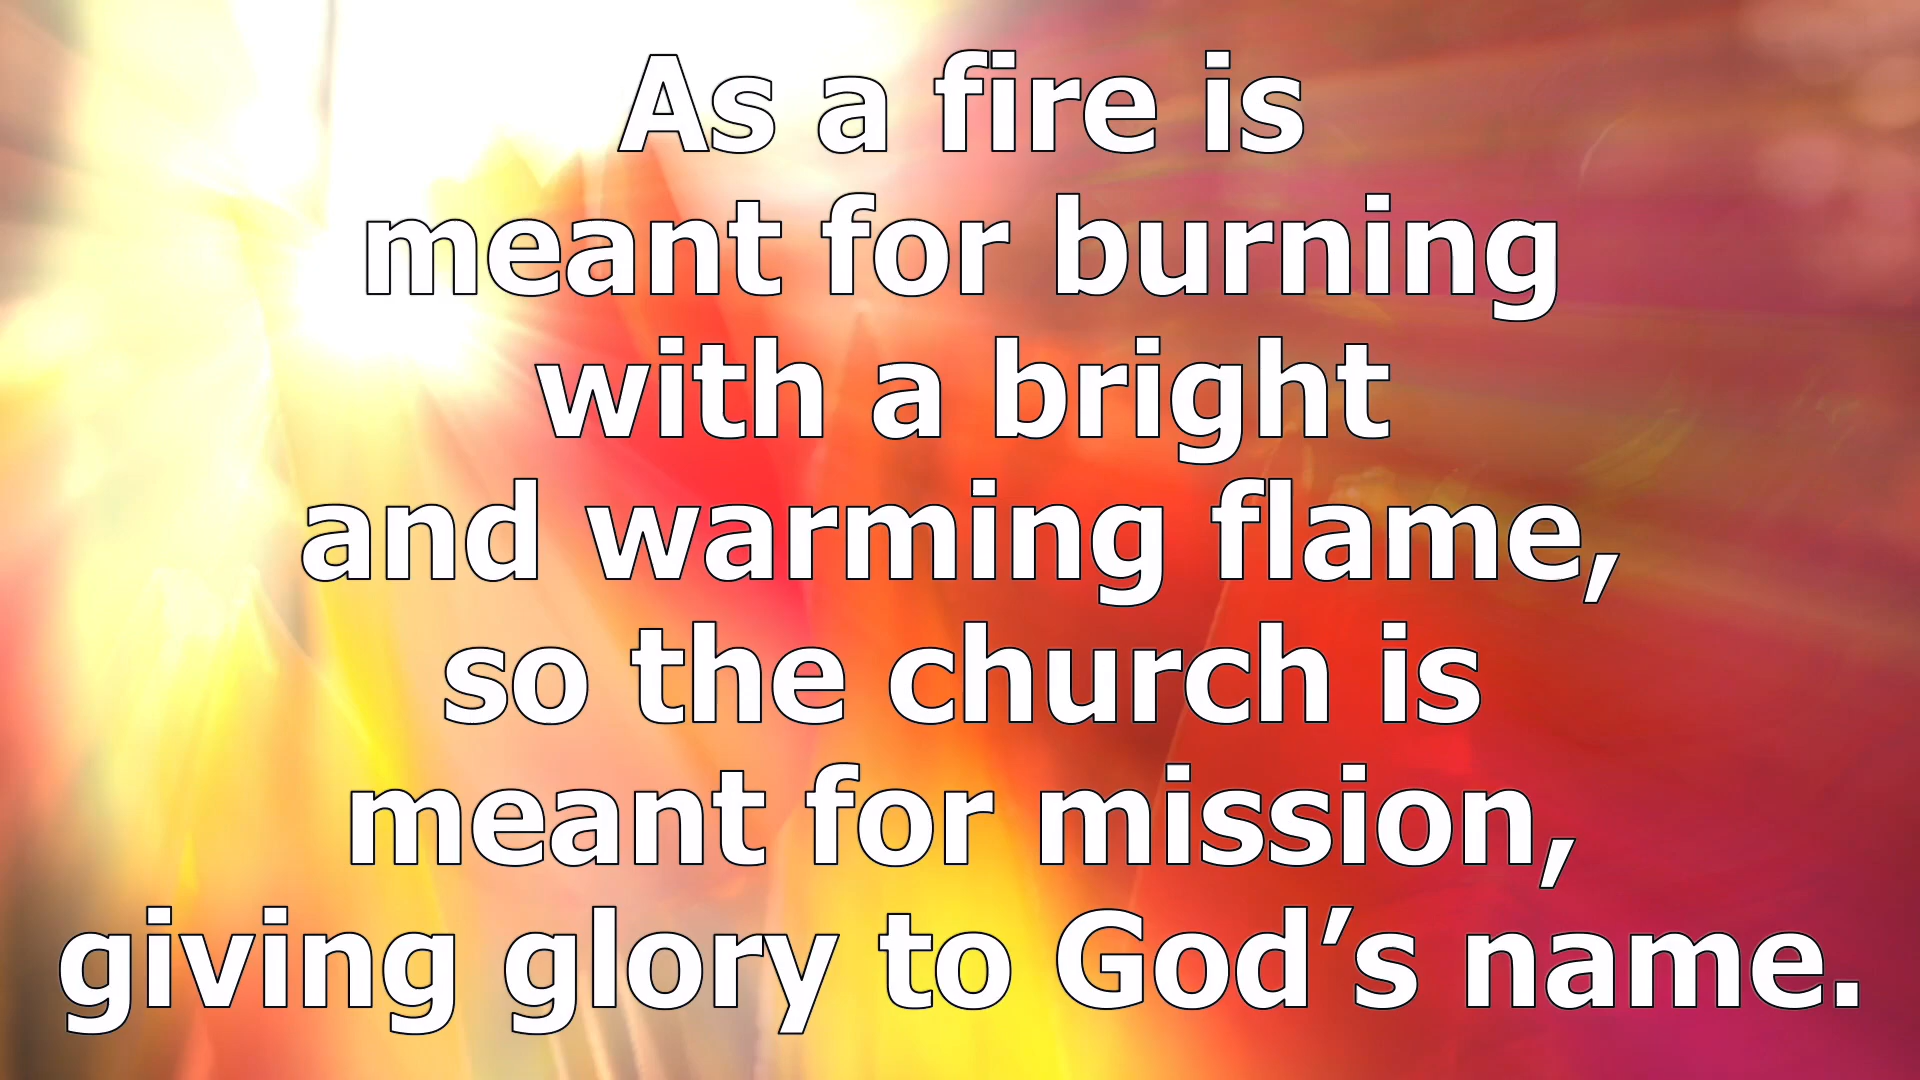 As a fire is
meant for burning
with a bright
and warming flame,
so the church is
meant for mission,
giving glory to God’s name.